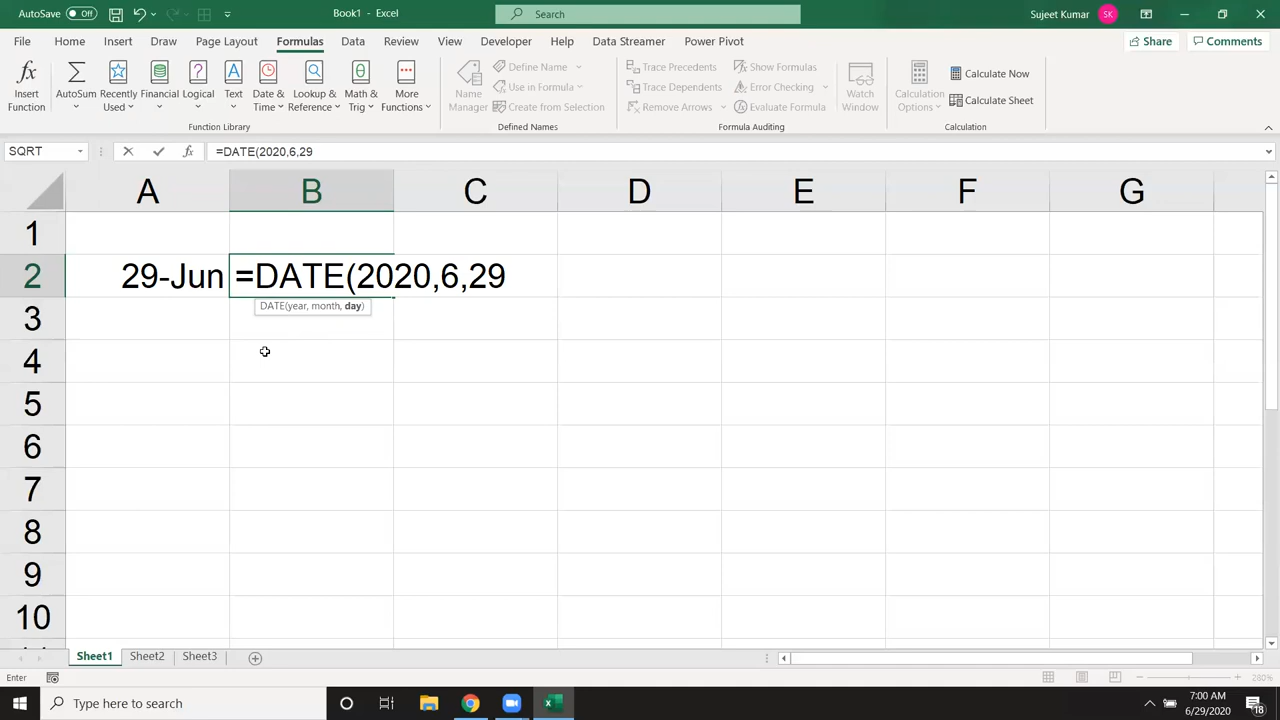 AutoSave Off Book1 - Excel Search Sujeet Kumar SK
File Home Insert Draw Page Layout Formulas Data Review View Developer Help Data Streamer Power Pivot Share Comments
fx Insert Function
Σ AutoSum
Recently Used
Financial
Logical
Text
Date & Time
Lookup & Reference
Math & Trig
More Functions
Function Library
Name Manager
Define Name
Use in Formula
Create from Selection
Defined Names
Trace Precedents
Trace Dependents
Remove Arrows
Show Formulas
Error Checking
Evaluate Formula
Formula Auditing
Watch Window
Calculation Options
Calculate Now
Calculate Sheet
Calculation
SQRT fx =DATE(2020,6,29
A B C D E F G
1
2 29-Jun =DATE(2020,6,29
DATE(year, month, day)
3
4
5
6
7
8
9
10
Sheet1 Sheet2 Sheet3
Enter 280%
Type here to search
7:00 AM
6/29/2020
18